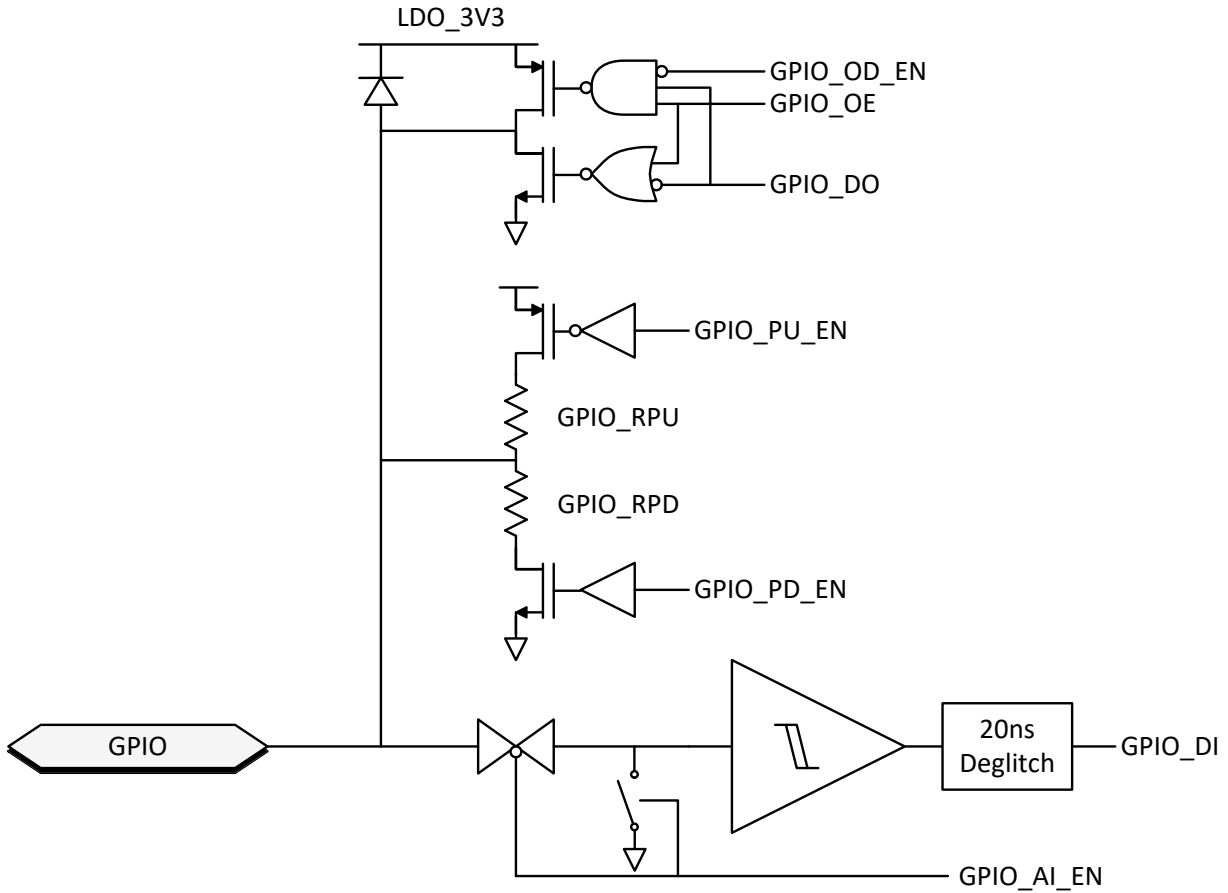 LDO_3V3
GPIO_OD_EN
GPIO_OE
GPIO_DO
GPIO_PU_EN
GPIO_RPU
GPIO_RPD
GPIO_PD_EN
GPIO
20ns
Deglitch
GPIO_DI
GPIO_AI_EN